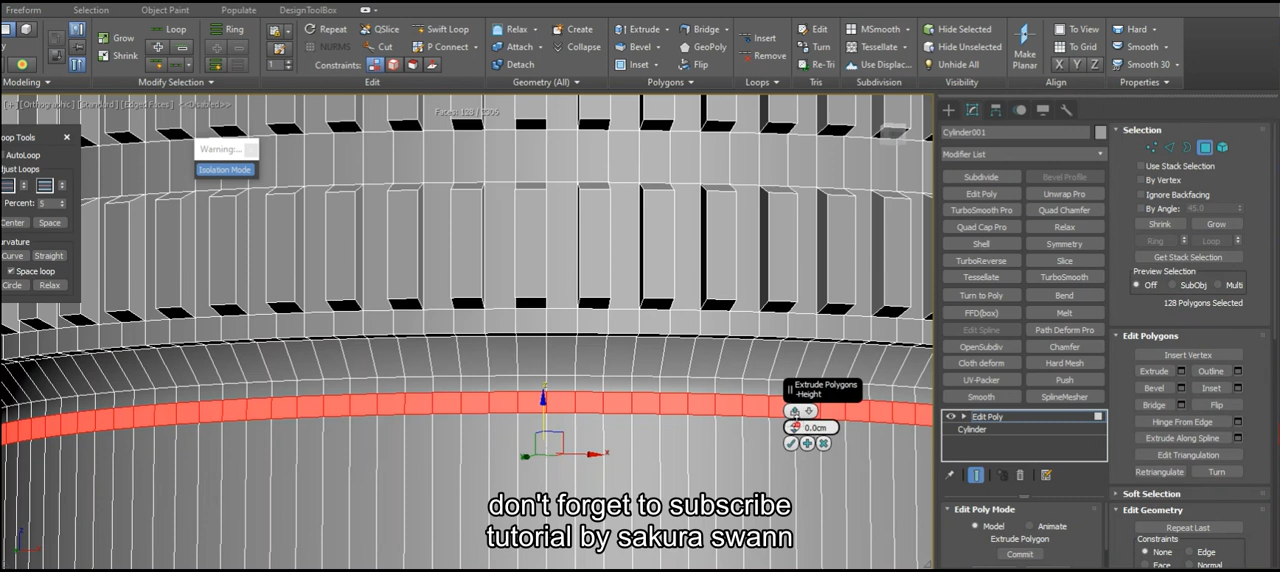 Freeform Selection Object Paint Populate DesignToolBox
Grow Loop Ring Repeat QSlice Swift Loop Relax Create Extrude Bridge Insert Edit MSmooth Hide Selected To View Hard
Shrink NURMS Cut P Connect Attach Collapse Bevel GeoPoly Remove Turn Tessellate Hide Unselected Make Planar To Grid Smooth
1 Constraints: Detach Inset Flip Re-Tri Use Displac... Unhide All X Y Z Smooth 30
Modeling Modify Selection Edit Geometry (All) Polygons Loops Tris Subdivision Visibility Align Properties
[+] [Orthographic] [Standard] [Edged Faces] <<Disabled>>
oop Tools
AutoLoop
djust Loops
Percent: 5
Center Space
urvature
Curve Straight
Space loop
Circle Relax
Warning:...
Isolation Mode
Extrude Polygons
-Height
0.0cm
z
x
don't forget to subscribe
tutorial by sakura swann
Cylinder001
Modifier List
Subdivide Bevel Profile
Edit Poly Unwrap Pro
TurboSmooth Pro Quad Chamfer
Quad Cap Pro Relax
Shell Symmetry
TurboReverse Slice
Tessellate TurboSmooth
Turn to Poly Bend
FFD(box) Melt
Edit Spline Path Deform Pro
OpenSubdiv Chamfer
Cloth deform Hard Mesh
UV-Packer Push
Smooth SplineMesher
Edit Poly
Cylinder
Edit Poly Mode
Model Animate
Extrude Polygon
Commit
Selection
Use Stack Selection
By Vertex
Ignore Backfacing
By Angle: 45.0
Shrink Grow
Ring Loop
Get Stack Selection
Preview Selection
Off SubObj Multi
128 Polygons Selected
Edit Polygons
Insert Vertex
Extrude Outline
Bevel Inset
Bridge Flip
Hinge From Edge
Extrude Along Spline
Edit Triangulation
Retriangulate Turn
Soft Selection
Edit Geometry
Repeat Last
Constraints
None Edge
Face Normal